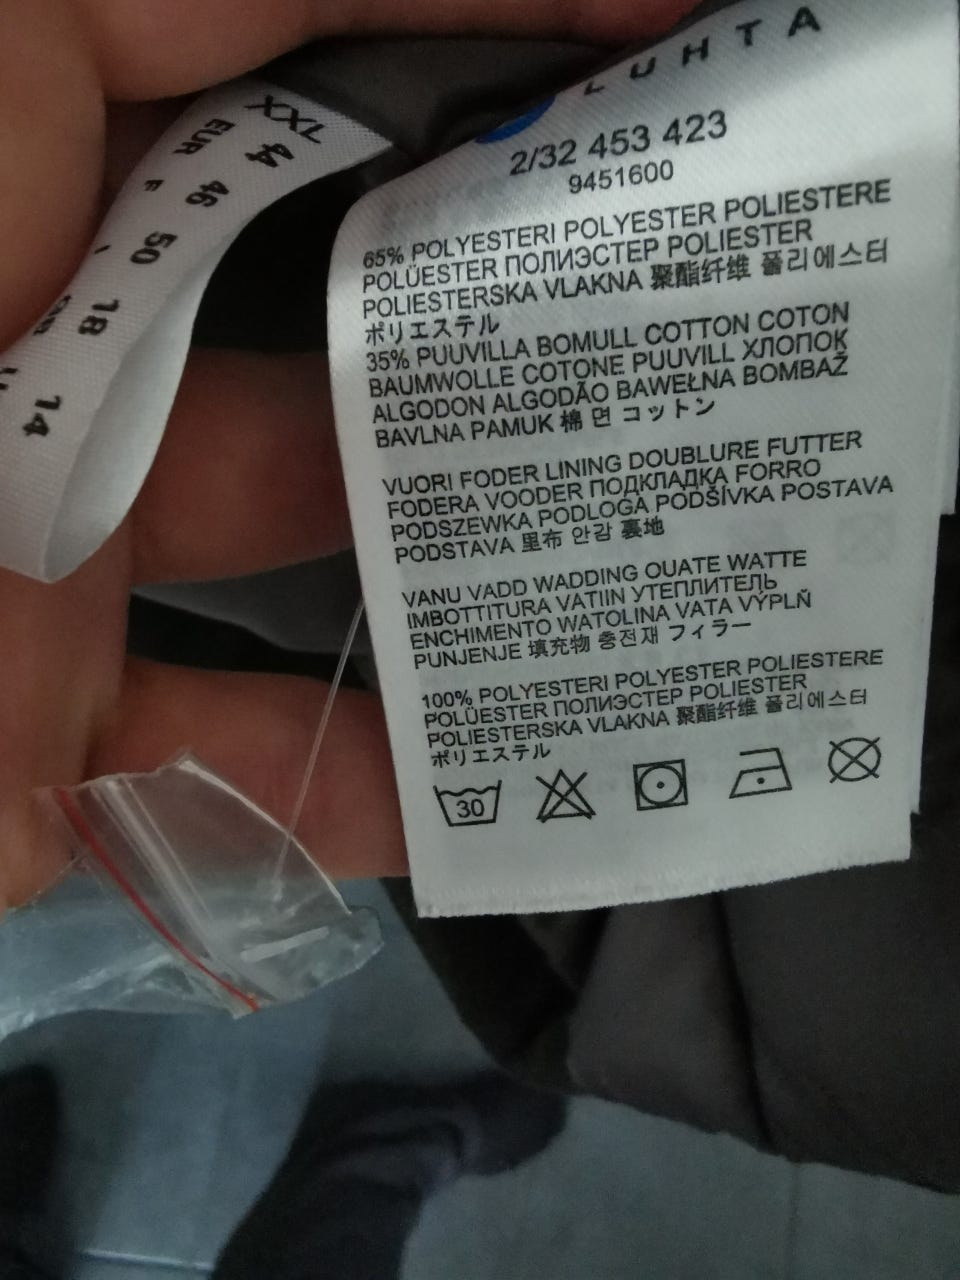 LUHTA
2/32 453 423
9451600
65% POLYESTERI POLYESTER POLIESTERE
POLÜESTER ПОЛИЭСТЕР POLIESTER
POLIESTERSKA VLAKNA 聚酯纤维 폴리에스터
ポリエステル
35% PUUVILLA BOMULL COTTON COTON
BAUMWOLLE COTONE PUUVILL ХЛОПОК
ALGODON ALGODÃO BAWEŁNA BOMBAŽ
BAVLNA PAMUK 棉 면 コットン
VUORI FODER LINING DOUBLURE FUTTER
FODERA VOODER ПОДКЛАДКА FORRO
PODSZEWKA PODLOGA PODŠÍVKA POSTAVA
PODSTAVA 里布 안감 裏地
VANU VADD WADDING OUATE WATTE
IMBOTTITURA VATIIN УТЕПЛИТЕЛЬ
ENCHIMENTO WATOLINA VATA VÝPLŇ
PUNJENJE 填充物 충전재 フィラー
100% POLYESTERI POLYESTER POLIESTERE
POLÜESTER ПОЛИЭСТЕР POLIESTER
POLIESTERSKA VLAKNA 聚酯纤维 폴리에스터
ポリエステル
30
XXL
EUR 44
F 46
I 50
18
14